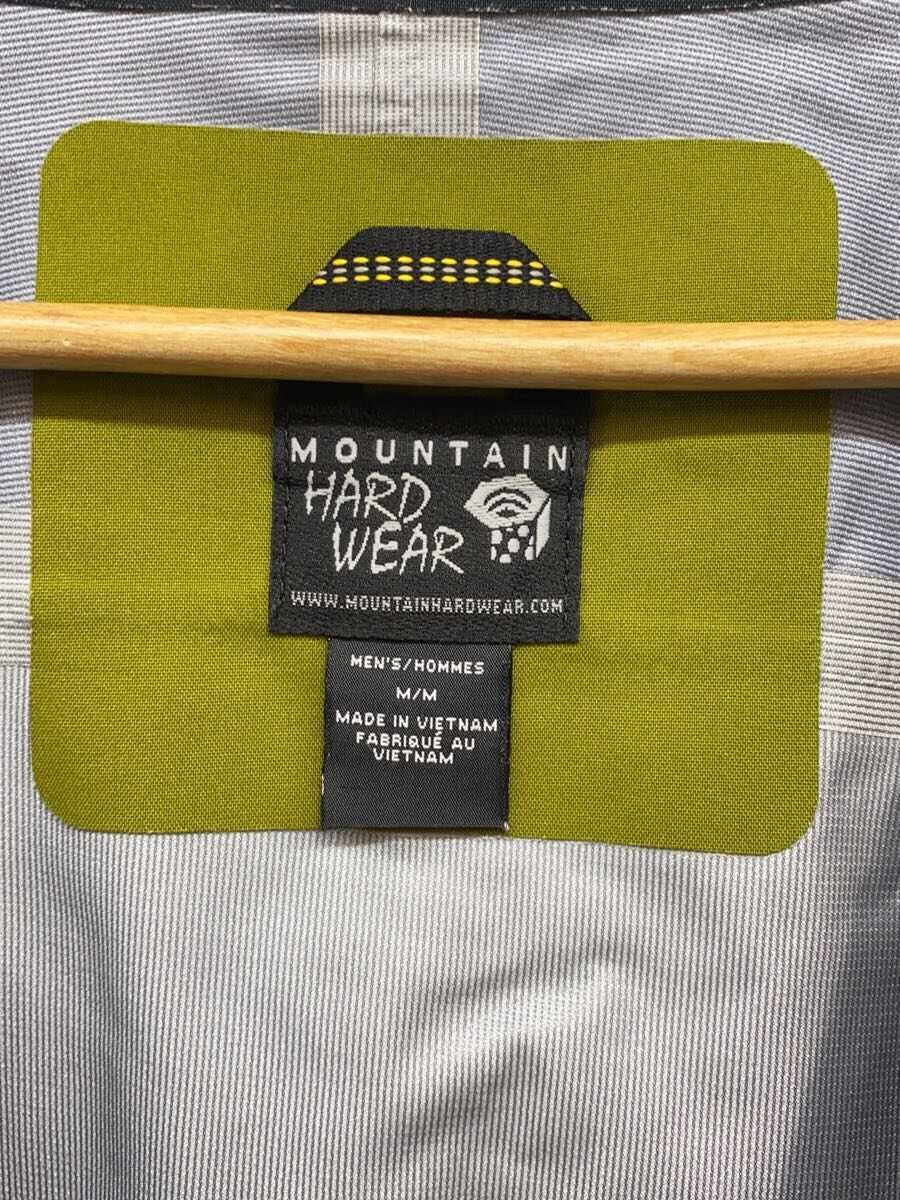 MOUNTAIN
HARD
WEAR
WWW.MOUNTAINHARDWEAR.COM
MEN'S/HOMMES
M/M
MADE IN VIETNAM
FABRIQUÉ AU
VIETNAM